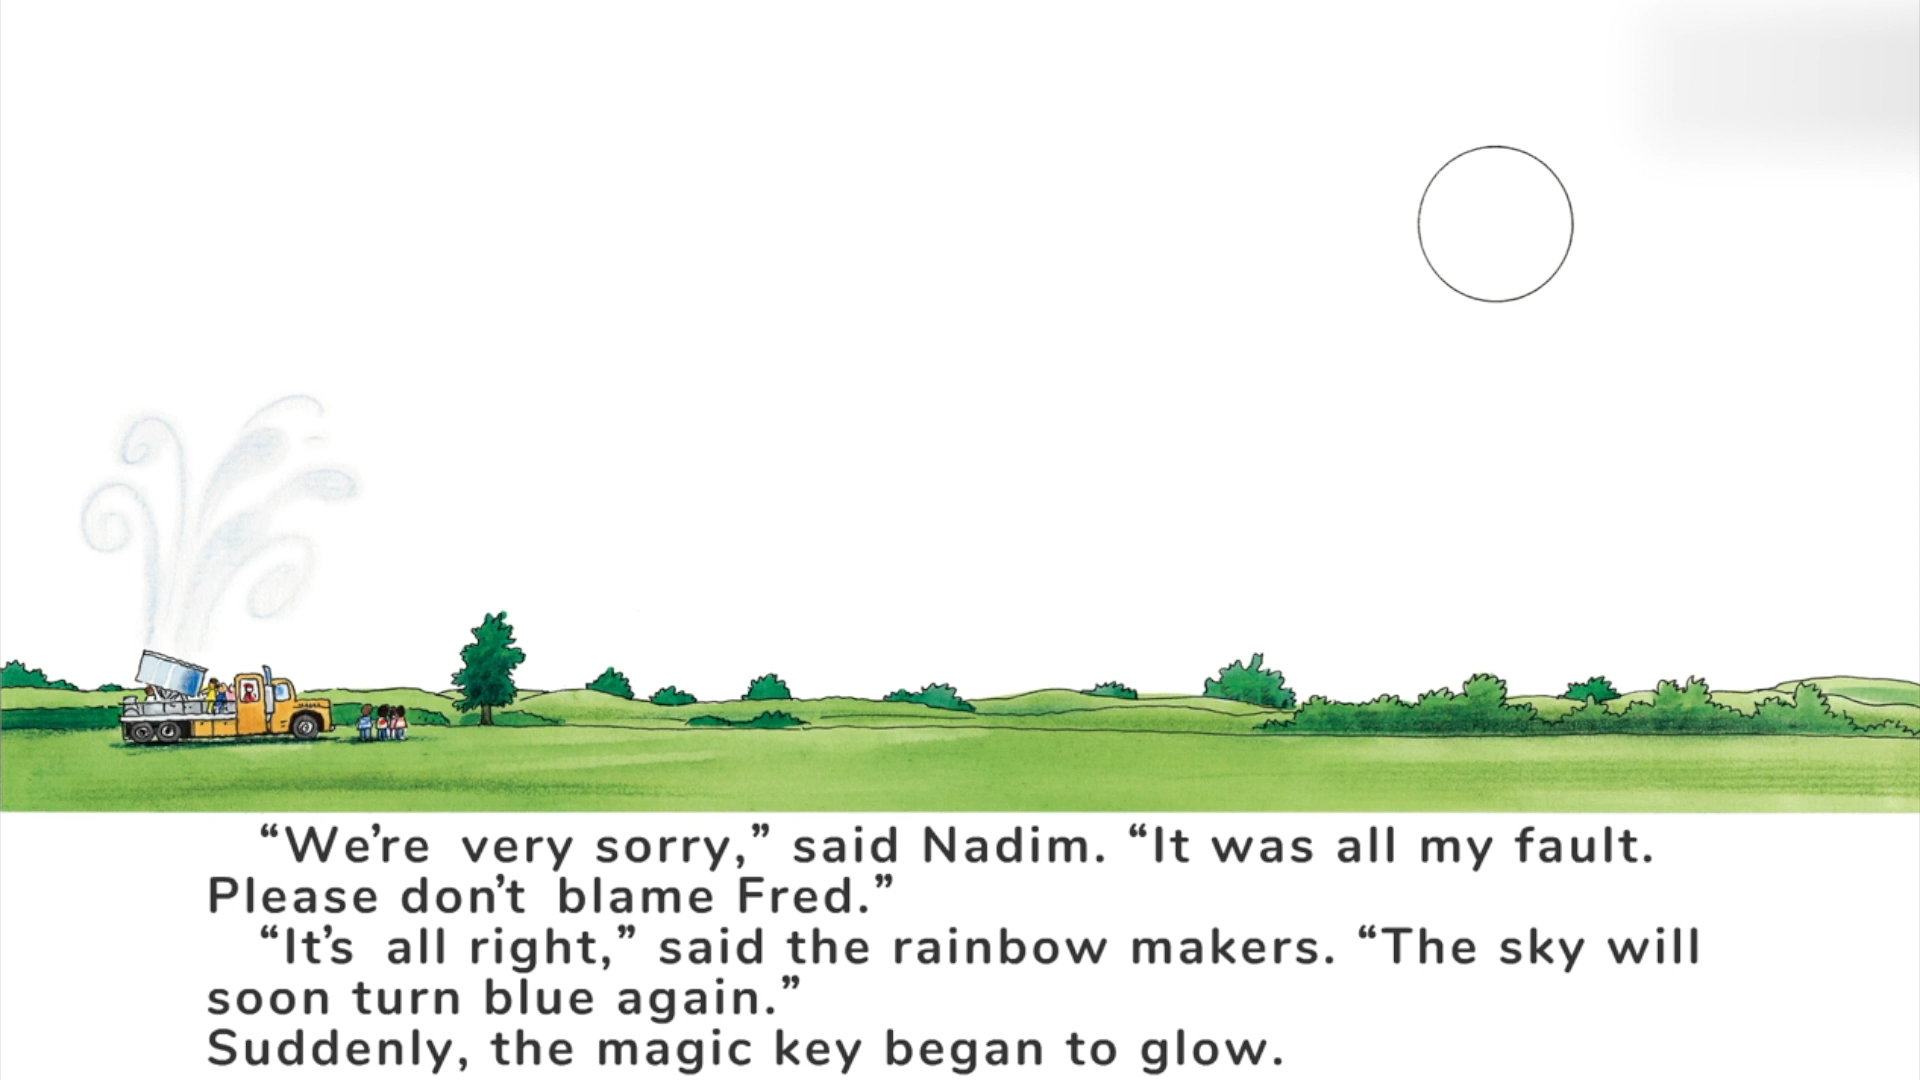 “We’re very sorry,” said Nadim. “It was all my fault.
Please don’t blame Fred.”
“It’s all right,” said the rainbow makers. “The sky will
soon turn blue again.”
Suddenly, the magic key began to glow.